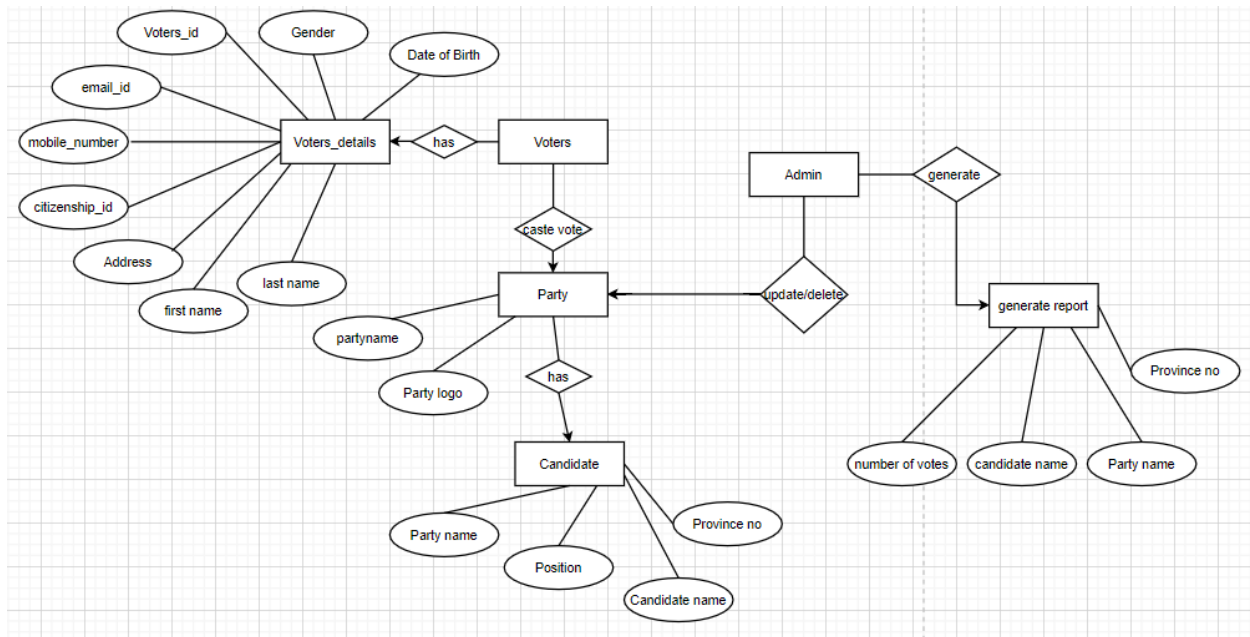 Voters_id
Gender
Date of Birth
email_id
mobile_number
Voters_details
has
Voters
Admin
generate
citizenship_id
caste vote
Address
last name
first name
Party
update/delete
generate report
partyname
Party logo
has
Province no
Candidate
number of votes
candidate name
Party name
Party name
Position
Province no
Candidate name